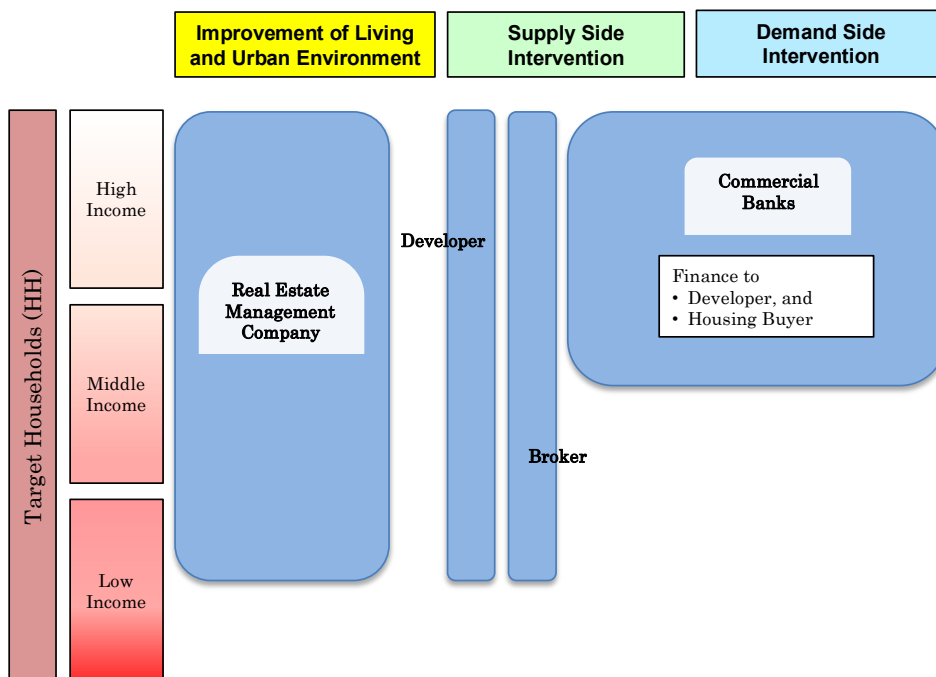 Improvement of Living
and Urban Environment
Supply Side
Intervention
Demand Side
Intervention
Target Households (HH)
High
Income
Middle
Income
Low
Income
Real Estate
Management
Company
Developer
Broker
Commercial
Banks
Finance to
• Developer, and
• Housing Buyer